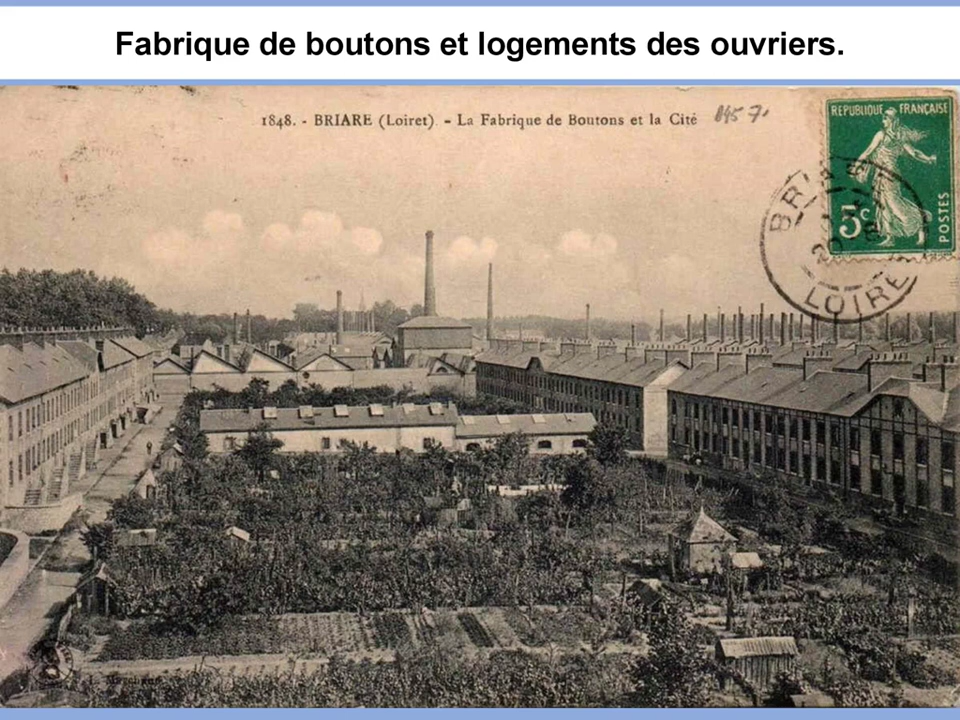 Fabrique de boutons et logements des ouvriers.
1848. - BRIARE (Loiret) - La Fabrique de Boutons et la Cité
REPUBLIQUE FRANÇAISE
5c
POSTES
LOIRE